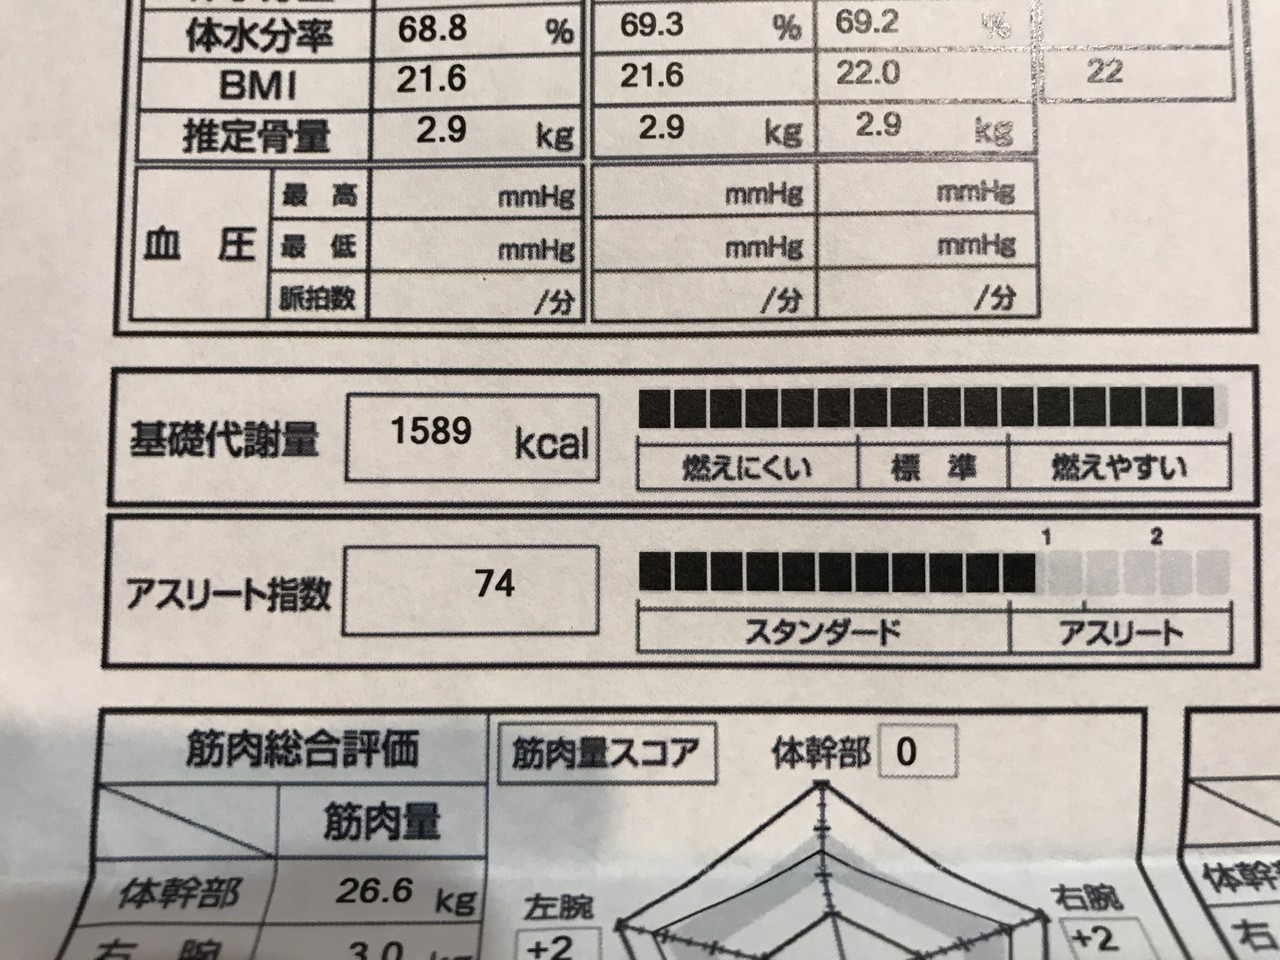 体水分率 68.8 % 69.3 % 69.2 %
BMI 21.6 21.6 22.0 22
推定骨量 2.9 kg 2.9 kg 2.9 kg
血圧 最高 mmHg mmHg mmHg
最低 mmHg mmHg mmHg
脈拍数 /分 /分 /分
基礎代謝量 1589 kcal
燃えにくい 標準 燃えやすい
1 2
アスリート指数 74
スタンダード アスリート
筋肉総合評価 筋肉量スコア 体幹部 0
筋肉量
体幹部 26.6 kg 左腕 右腕 体幹
右腕 3.0 +2 +2 右